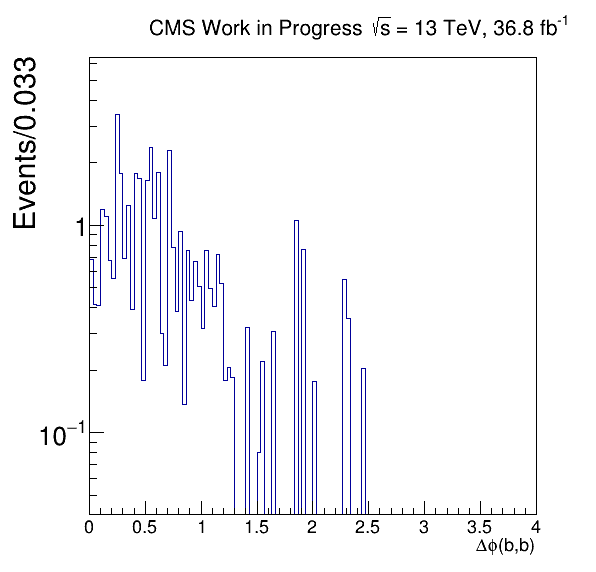 CMS Work in Progress √s = 13 TeV, 36.8 fb⁻¹
Events/0.033
1
10⁻¹
0 0.5 1 1.5 2 2.5 3 3.5 4
Δϕ(b,b)